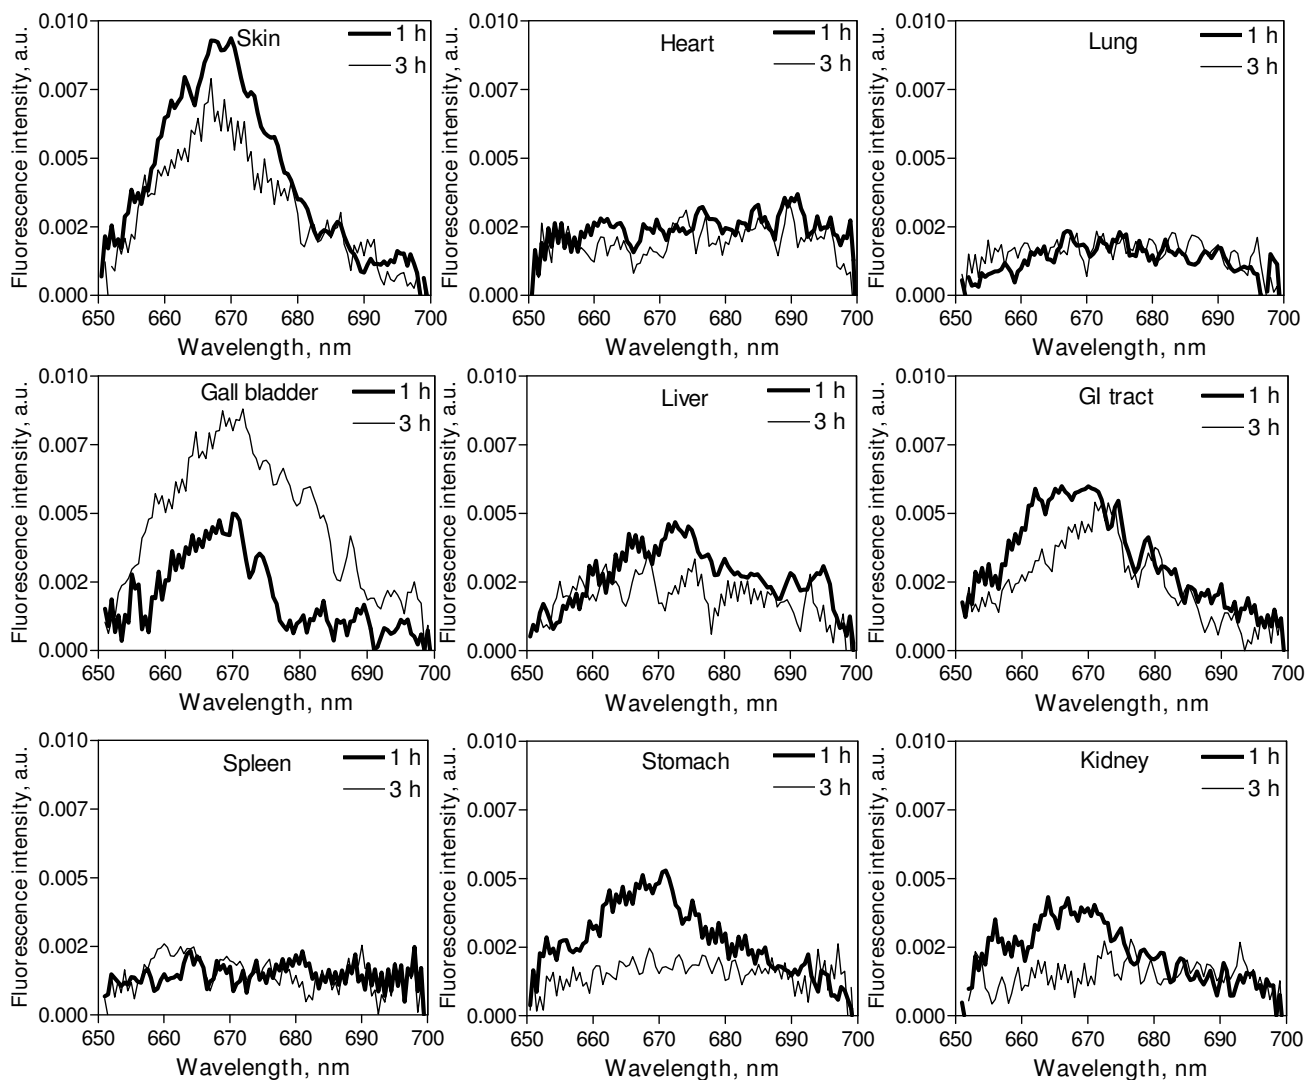 Fluorescence intensity, a.u.
0.010
0.007
0.005
0.002
0.000
Skin
1 h
3 h
650 660 670 680 690 700
Wavelength, nm
Fluorescence intensity, a.u.
0.010
0.007
0.005
0.002
0.000
Heart
1 h
3 h
650 660 670 680 690 700
Wavelength, nm
Fluorescence intensity, a.u.
0.010
0.007
0.005
0.002
0.000
Lung
1 h
3 h
650 660 670 680 690 700
Wavelength, nm
Fluorescence intensity, a.u.
0.010
0.007
0.005
0.002
0.000
Gall bladder
1 h
3 h
650 660 670 680 690 700
Wavelength, nm
Fluorescence intensity, a.u.
0.010
0.007
0.005
0.002
0.000
Liver
1 h
3 h
650 660 670 680 690 700
Wavelength, mn
Fluorescence intensity, a.u.
0.010
0.007
0.005
0.002
0.000
GI tract
1 h
3 h
650 660 670 680 690 700
Wavelength, nm
Fluorescence intensity, a.u.
0.010
0.007
0.005
0.002
0.000
Spleen
1 h
3 h
650 660 670 680 690 700
Wavelength, nm
Fluorescence intensity, a.u.
0.010
0.007
0.005
0.002
0.000
Stomach
1 h
3 h
650 660 670 680 690 700
Wavelength, nm
Fluorescence intensity, a.u.
0.010
0.007
0.005
0.002
0.000
Kidney
1 h
3 h
650 660 670 680 690 700
Wavelength, nm